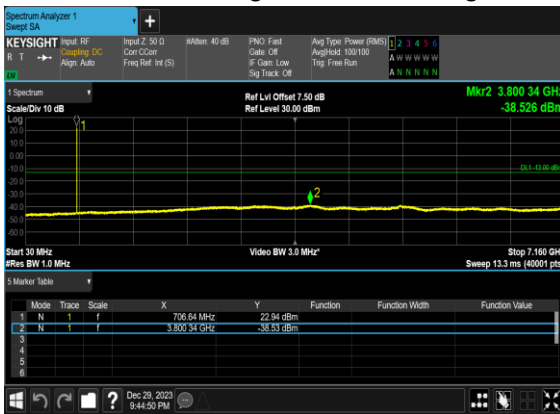 Spectrum Analyzer 1
Swept SA
KEYSIGHT Input: RF Input Z: 50 Ω #Atten: 40 dB PNO: Fast Avg Type: Power (RMS) 1 2 3 4 5 6
R T Coupling: DC Corr CCorr Gate: Off Avg|Hold: 100/100 A W W W W W
Align: Auto Freq Ref: Int (S) IF Gain: Low Trig: Free Run
LV Sig Track: Off A N N N N N
1 Spectrum Ref Lvl Offset 7.50 dB Mkr2 3.800 34 GHz
Scale/Div 10 dB Ref Level 30.00 dBm -38.526 dBm
Log
20.0 1
10.0
0.00
-10.0 DL1 -13.00 dBm
-20.0
-30.0
-40.0 2
-50.0
-60.0
Start 30 MHz Video BW 3.0 MHz* Stop 7.160 GHz
#Res BW 1.0 MHz Sweep 13.3 ms (40001 pts
5 Marker Table
Mode Trace Scale X Y Function Function Width Function Value
1 N 1 f 706.64 MHz 22.94 dBm
2 N 1 f 3.800 34 GHz -38.53 dBm
3
4
5
6
? Dec 29, 2023
9:44:50 PM